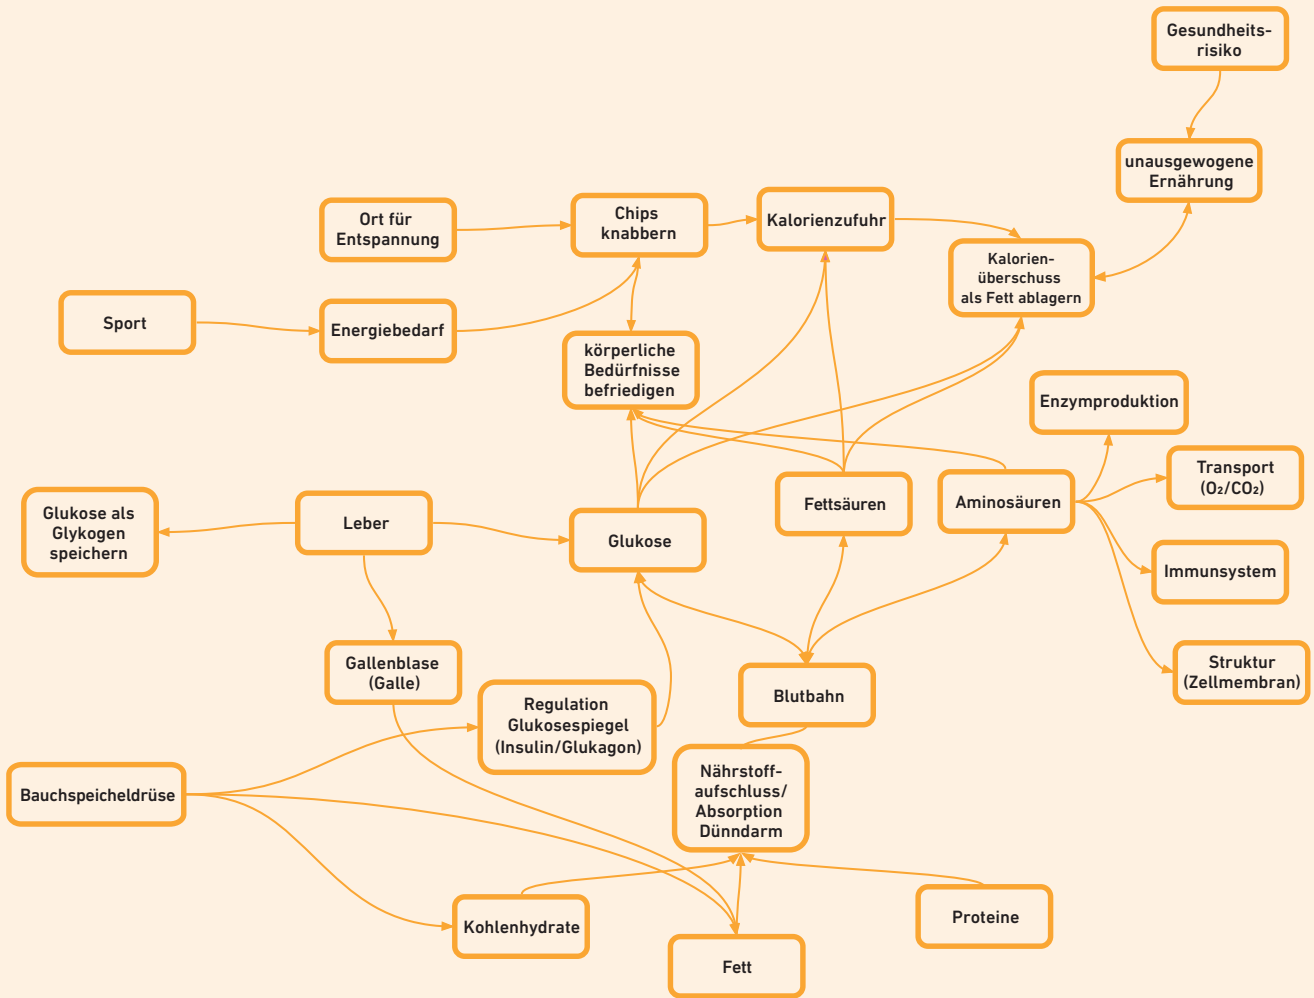 Gesundheits-
risiko
unausgewogene
Ernährung
Ort für
Entspannung
Chips
knabbern
Kalorienzufuhr
Kalorien-
überschuss
als Fett ablagern
Sport
Energiebedarf
körperliche
Bedürfnisse
befriedigen
Enzymproduktion
Transport
(O₂/CO₂)
Glukose als
Glykogen
speichern
Leber
Glukose
Fettsäuren
Aminosäuren
Immunsystem
Gallenblase
(Galle)
Regulation
Glukosespiegel
(Insulin/Glukagon)
Blutbahn
Struktur
(Zellmembran)
Bauchspeicheldrüse
Nährstoff-
aufschluss/
Absorption
Dünndarm
Kohlenhydrate
Fett
Proteine